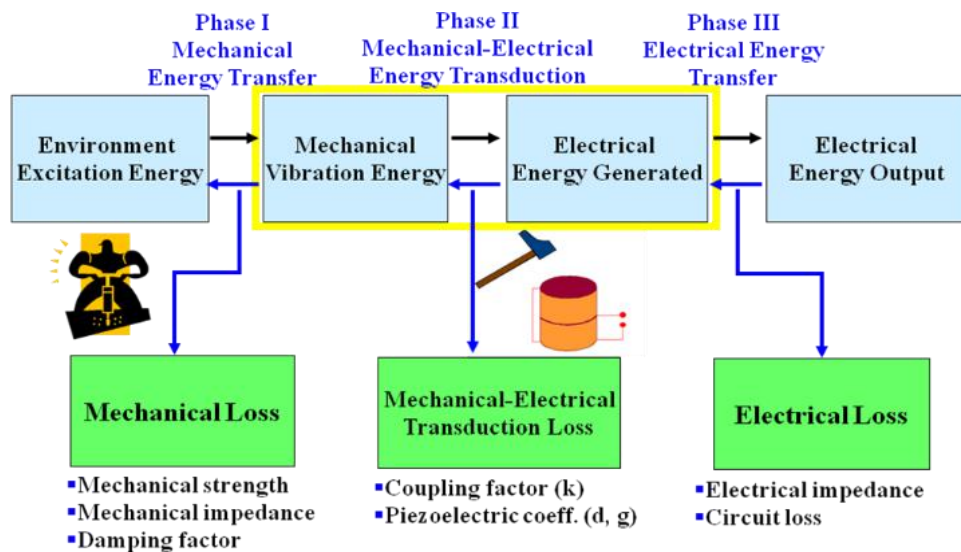 Phase I
Mechanical
Energy Transfer
Phase II
Mechanical-Electrical
Energy Transduction
Phase III
Electrical Energy
Transfer
Environment
Excitation Energy
Mechanical
Vibration Energy
Electrical
Energy Generated
Electrical
Energy Output
Mechanical Loss
Mechanical-Electrical
Transduction Loss
Electrical Loss
▪Mechanical strength
▪Mechanical impedance
▪Damping factor
▪Coupling factor (k)
▪Piezoelectric coeff. (d, g)
▪Electrical impedance
▪Circuit loss